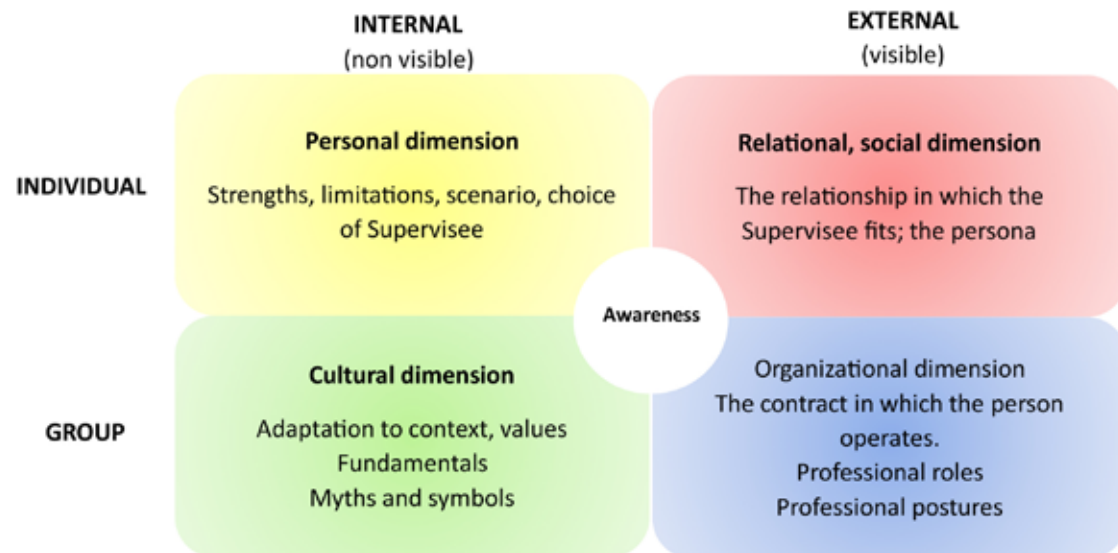 INTERNAL
(non visible)
EXTERNAL
(visible)
INDIVIDUAL
Personal dimension
Strengths, limitations, scenario, choice
of Supervisee
Relational, social dimension
The relationship in which the
Supervisee fits; the persona
Awareness
GROUP
Cultural dimension
Adaptation to context, values
Fundamentals
Myths and symbols
Organizational dimension
The contract in which the person
operates.
Professional roles
Professional postures